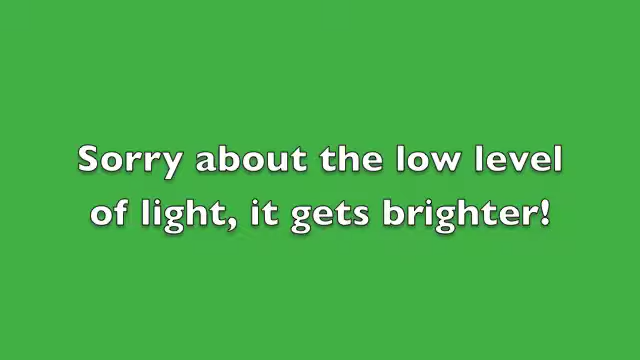 Sorry about the low level
of light, it gets brighter!